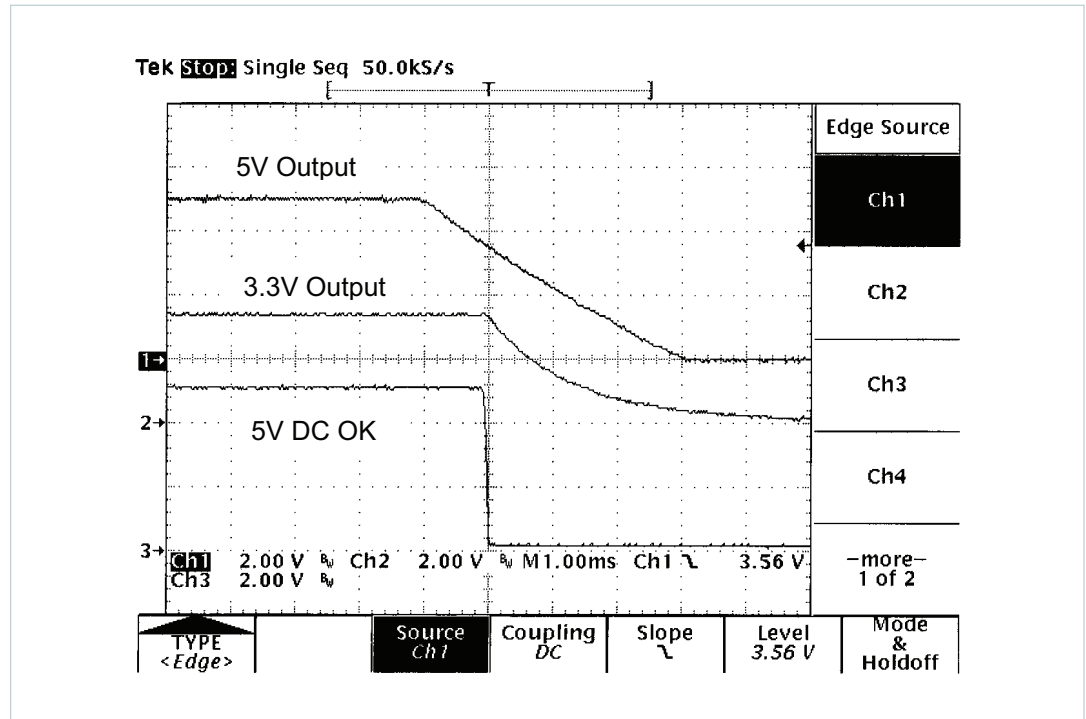 Tek Stop: Single Seq 50.0kS/s
T
Edge Source
5V Output
Ch1
3.3V Output
Ch2
1→
Ch3
2→
5V DC OK
Ch4
3→
Ch1 2.00 V BW Ch2 2.00 V BW M 1.00ms Ch1 3.56 V
Ch3 2.00 V BW
-more-
1 of 2
TYPE
<Edge>
Source
Ch1
Coupling
DC
Slope
Level
3.56 V
Mode
&
Holdoff